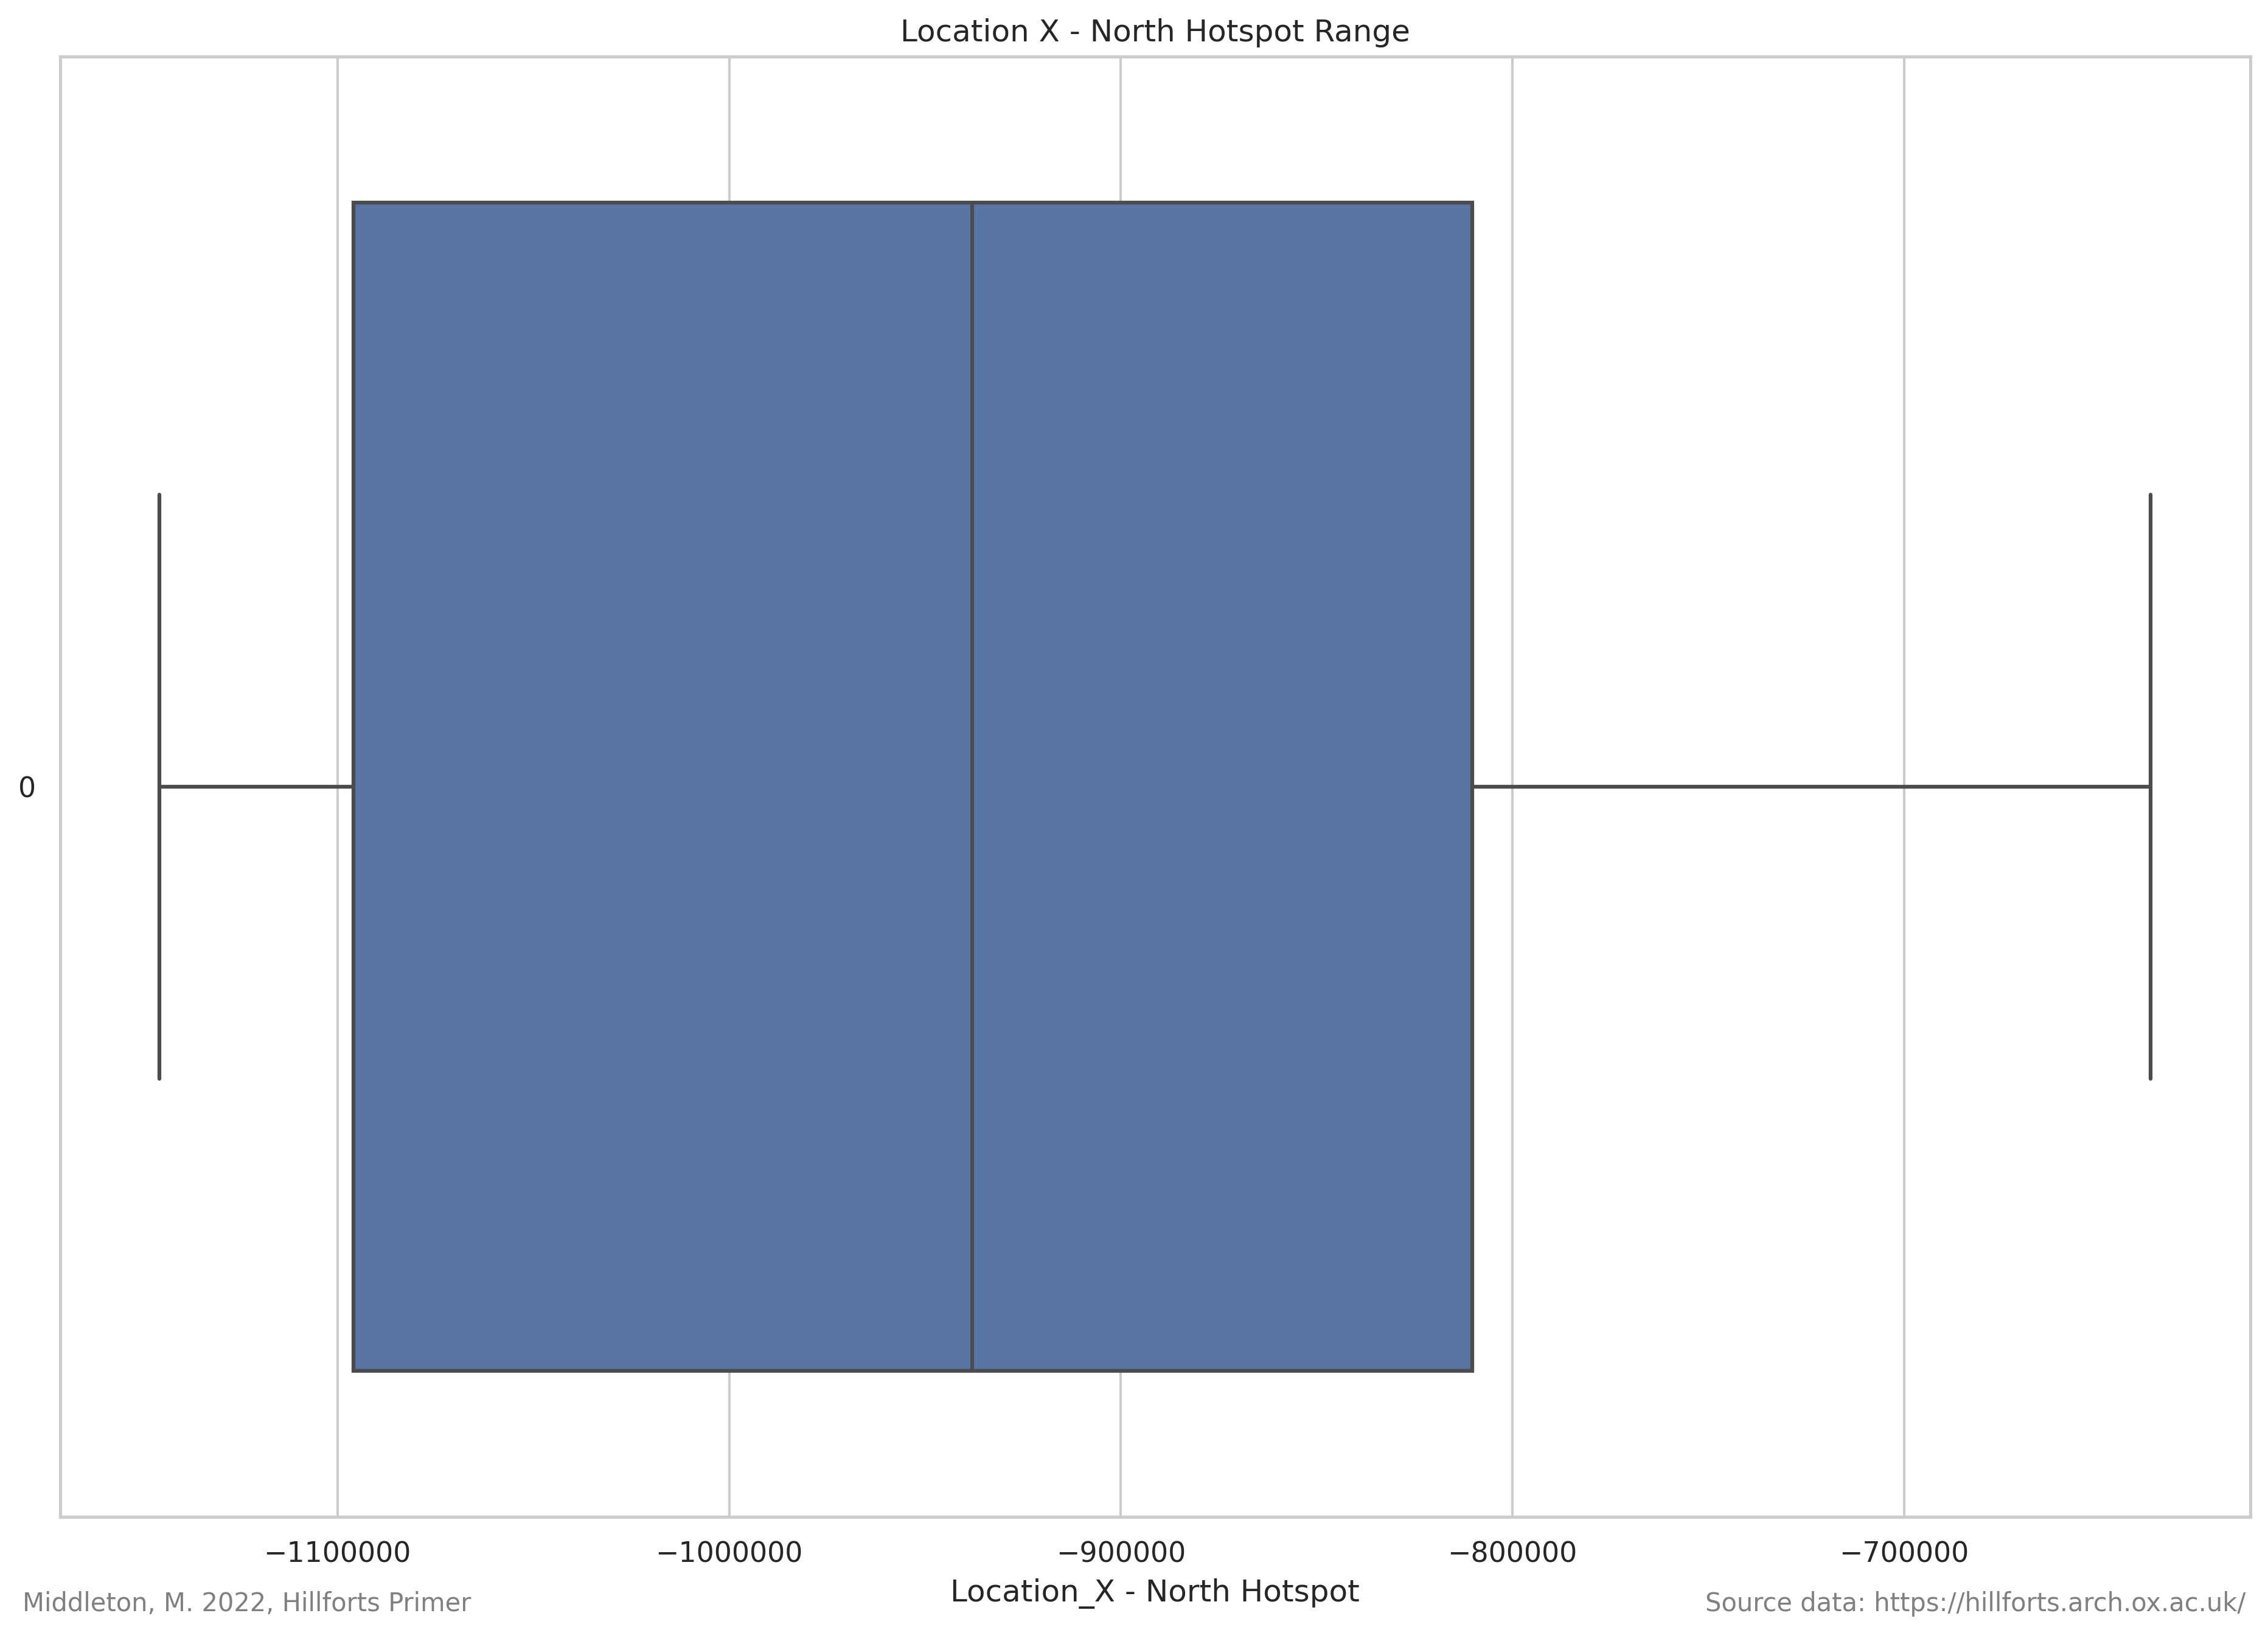 Location X - North Hotspot Range
0
−1100000
−1000000
−900000
−800000
−700000
Location_X - North Hotspot
Middleton, M. 2022, Hillforts Primer
Source data: https://hillforts.arch.ox.ac.uk/